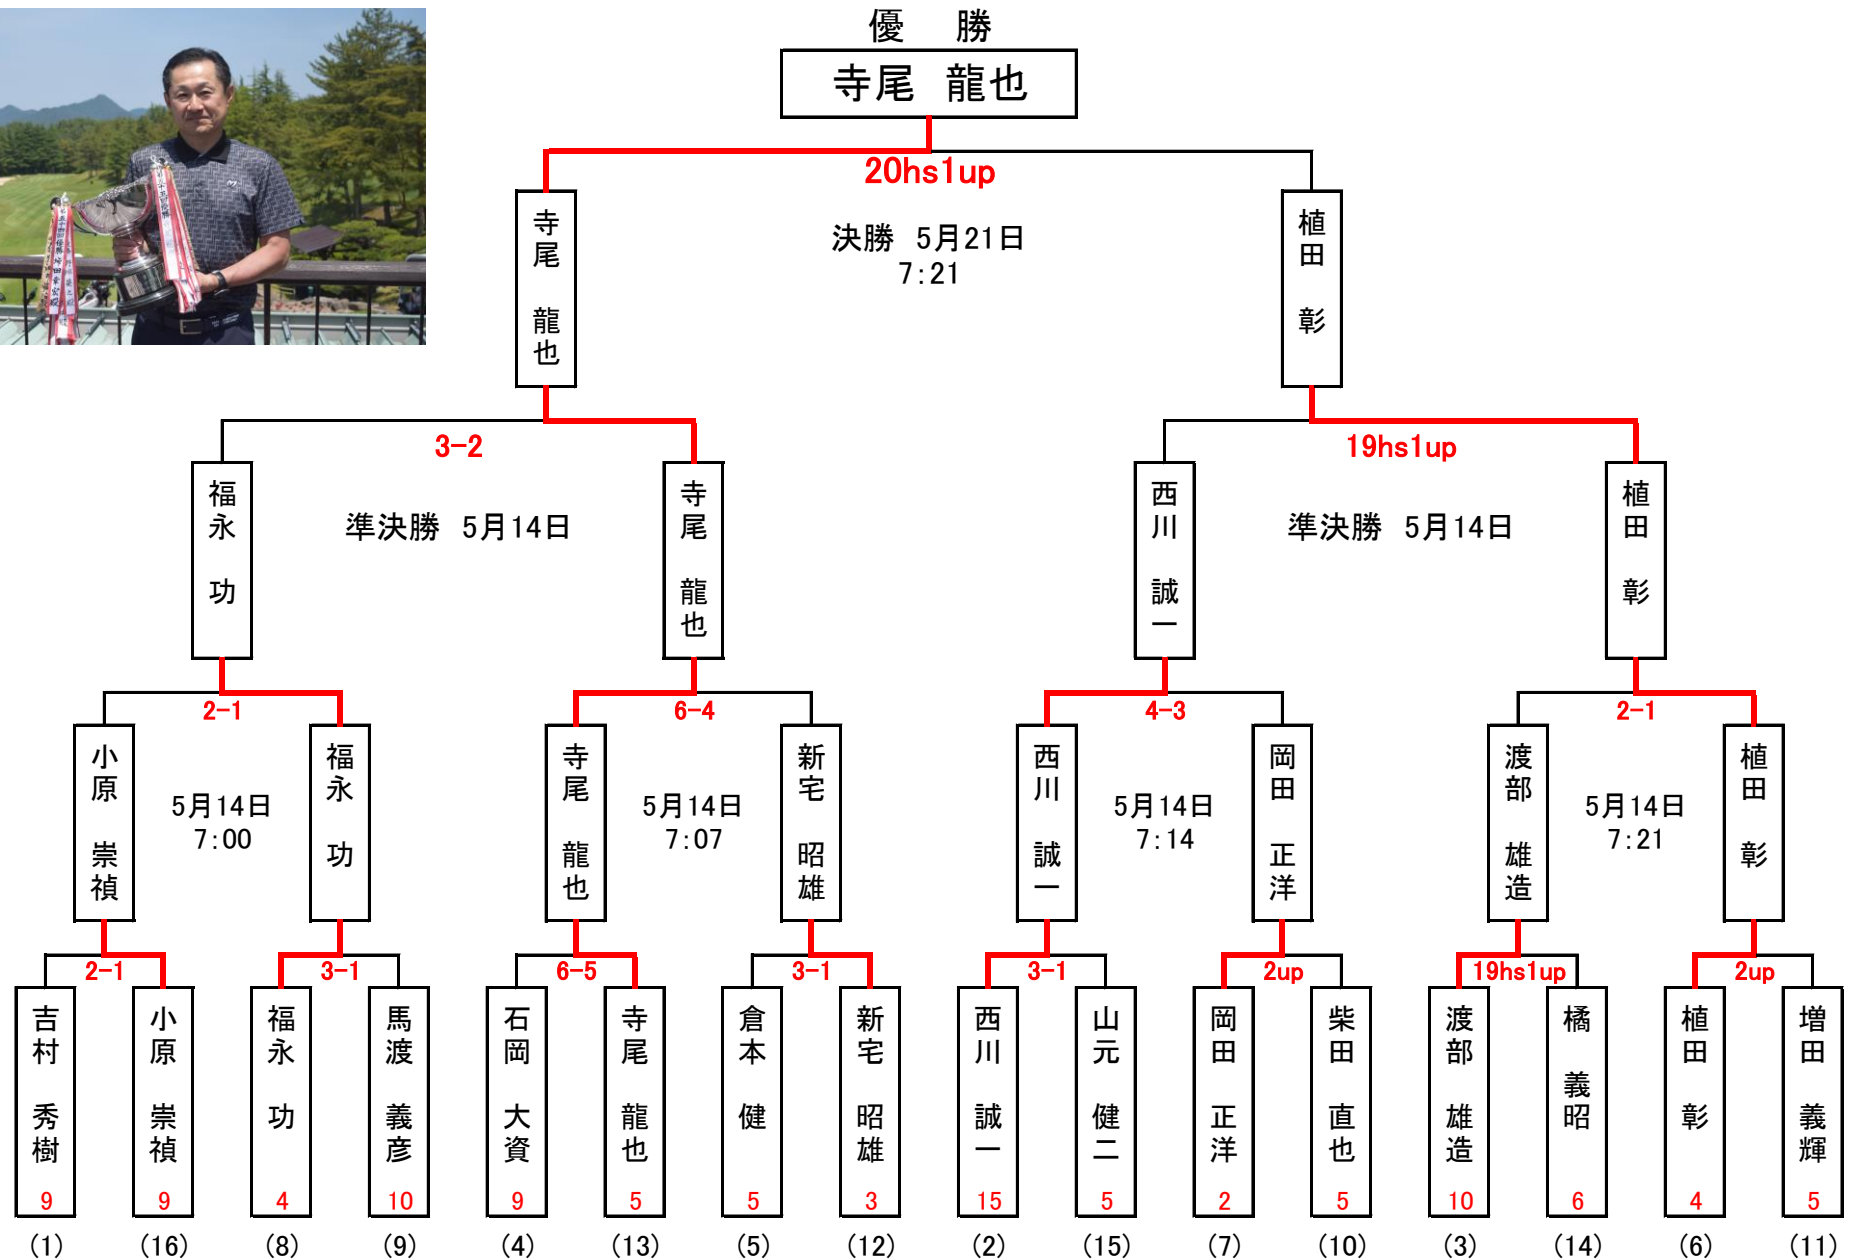 優　勝
寺尾　龍也
20hs1up
決勝　5月21日
7:21
寺尾　龍也
植田　彰
3-2
19hs1up
準決勝　5月14日
準決勝　5月14日
福永　功
寺尾　龍也
西川　誠一
植田　彰
2-1
6-4
4-3
2-1
小原　崇禎
5月14日
7:00
福永　功
寺尾　龍也
5月14日
7:07
新宅　昭雄
西川　誠一
5月14日
7:14
岡田　正洋
渡部　雄造
5月14日
7:21
植田　彰
2-1
3-1
6-5
3-1
3-1
2up
19hs1up
2up
吉村　秀樹
小原　崇禎
福永　功
馬渡　義彦
石岡　大資
寺尾　龍也
倉本　健
新宅　昭雄
西川　誠一
山元　健二
岡田　正洋
柴田　直也
渡部　雄造
橘　義昭
植田　彰
増田　義輝
9 9 4 10 9 5 5 3 15 5 2 5 10 6 4 5
(1) (16) (8) (9) (4) (13) (5) (12) (2) (15) (7) (10) (3) (14) (6) (11)